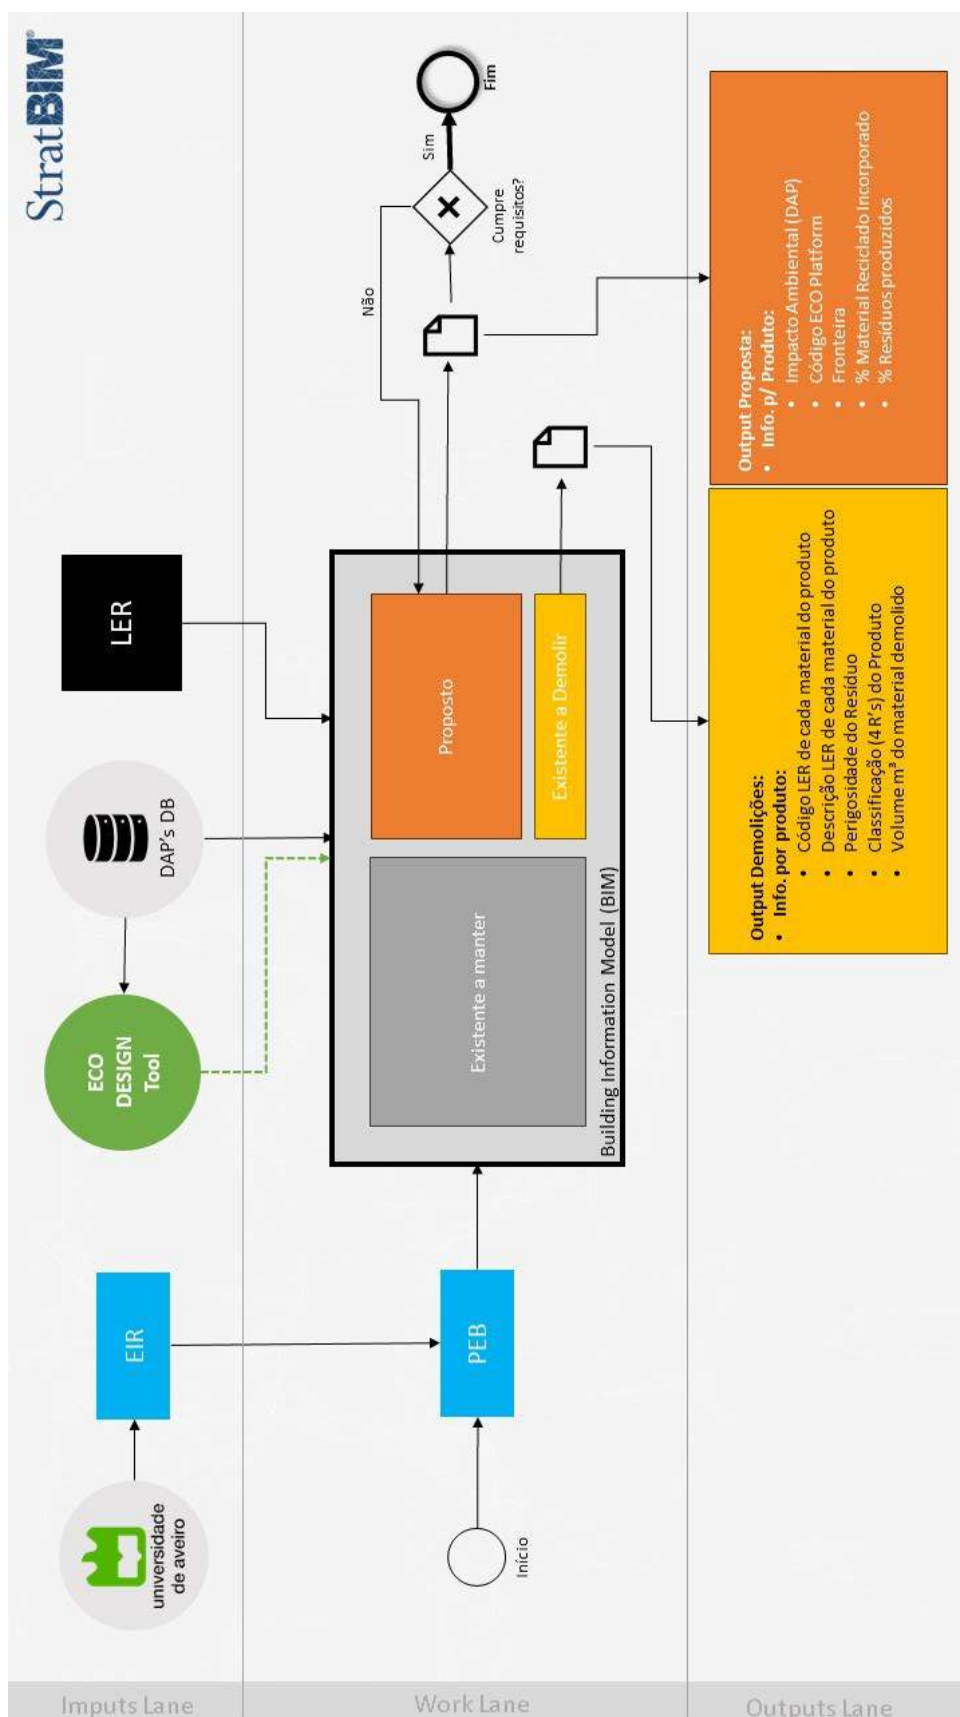 StratBIM®
Imputs Lane
universidade
de aveiro
EIR
ECO
DESIGN
Tool
DAP's DB
LER
Work Lane
Início
PEB
Building Information Model (BIM)
Existente a manter
Proposto
Existente a Demolir
Não
Cumpre
requisitos?
Sim
Fim
Outputs Lane
Output Demolições:
• Info. por produto:
• Código LER de cada material do produto
• Descrição LER de cada material do produto
• Perigosidade do Resíduo
• Classificação (4 R's) do Produto
• Volume m³ do material demolido
Output Proposta:
• Info. p/ Produto:
• Impacto Ambiental (DAP)
• Código ECO Platform
• Fronteira
• % Material Reciclado Incorporado
• % Resíduos produzidos